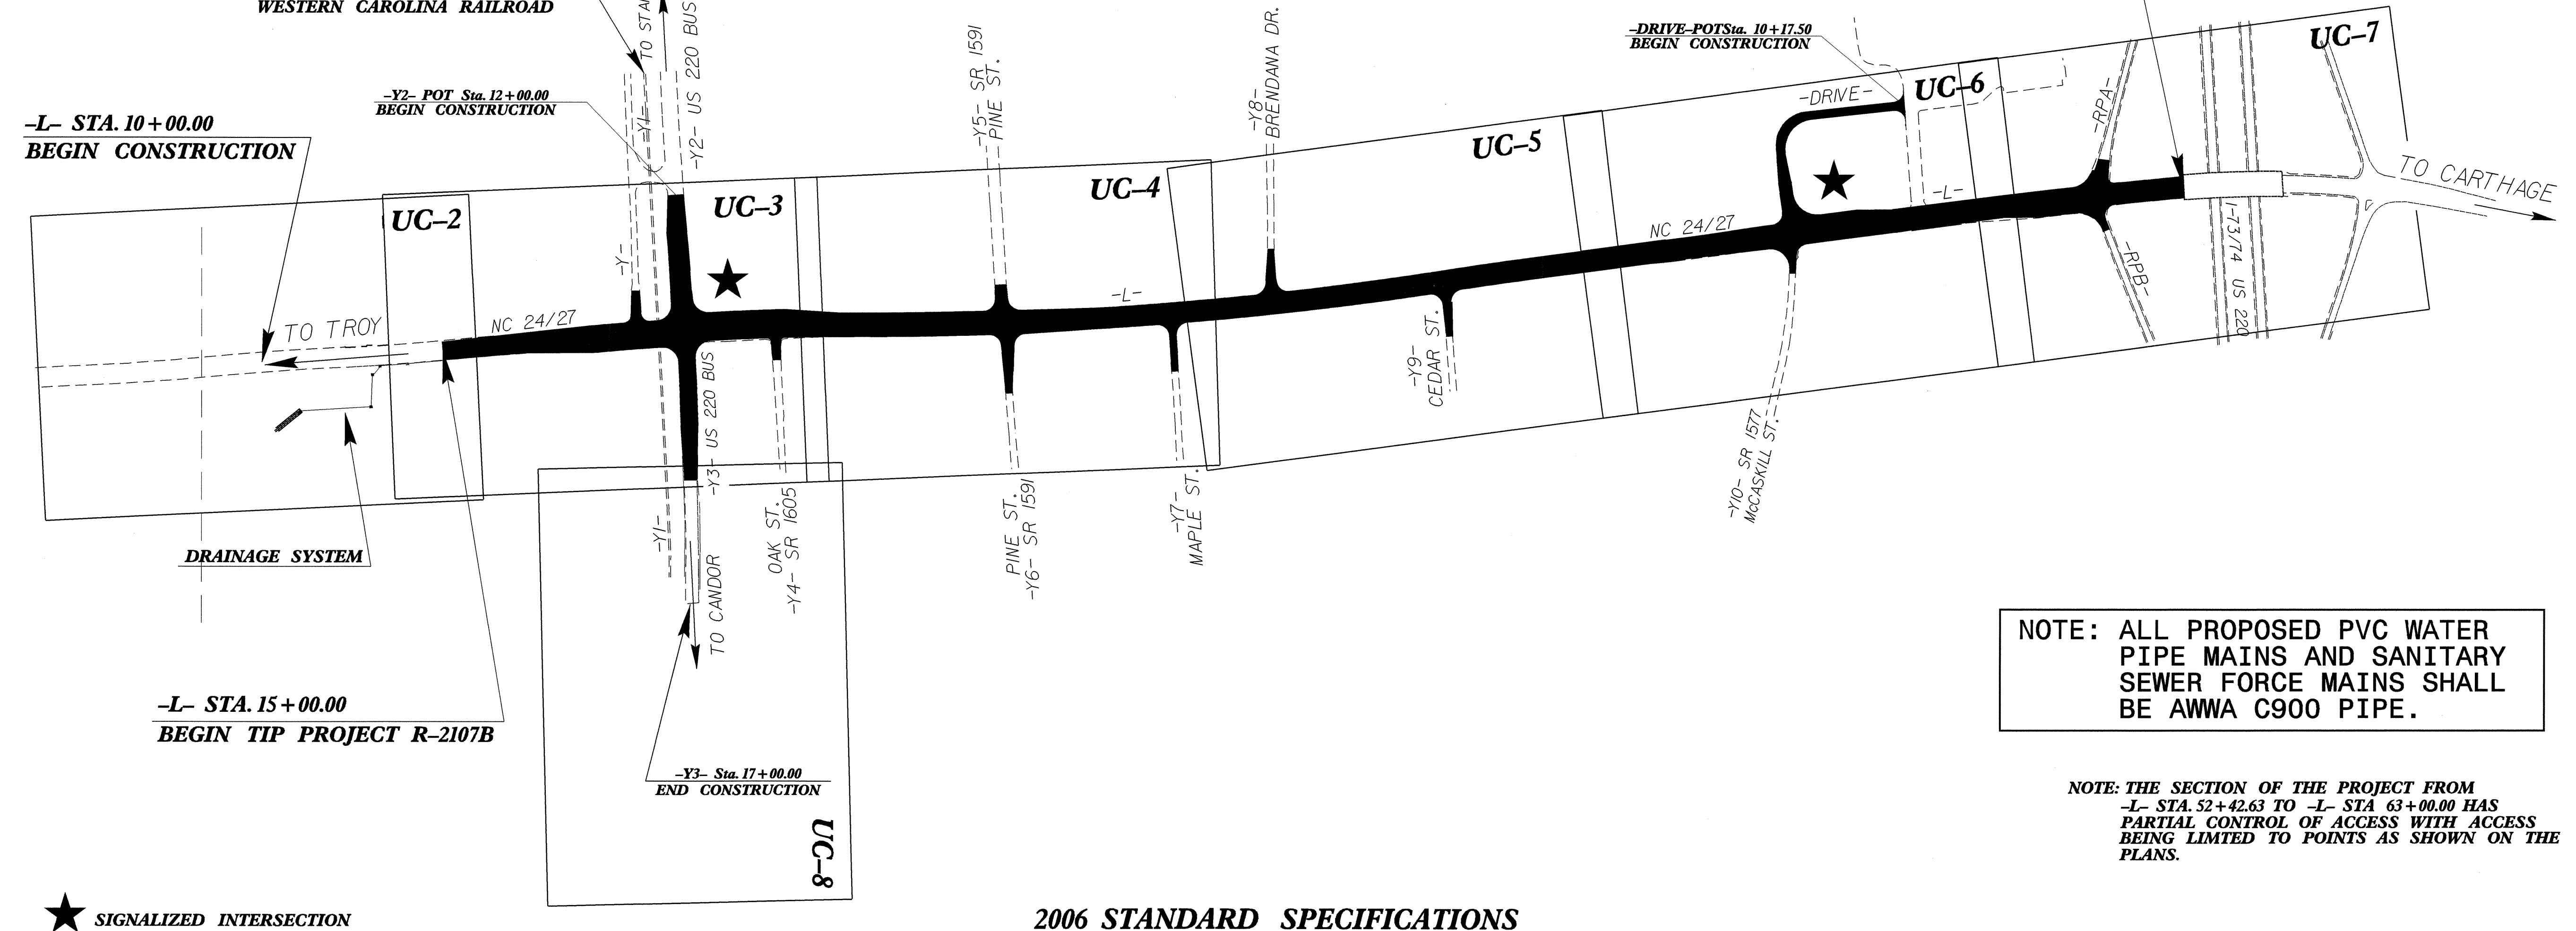 WESTERN CAROLINA RAILROAD
TO STA
-Y2- US 220 BUS
-Y1-
-Y5- SR 1591
PINE ST.
-Y8-
BRENDANA DR.
-DRIVE-POTSta. 10+17.50
BEGIN CONSTRUCTION
UC-7
-Y2- POT Sta. 12+00.00
BEGIN CONSTRUCTION
-L- STA. 10+00.00
BEGIN CONSTRUCTION
-DRIVE-
UC-6
-RPA-
UC-5
UC-4
UC-3
UC-2
TO CARTHAGE
-L-
NC 24/27
-Y-
-L-
NC 24/27
TO TROY
I-73/74 US 220
-RPB-
-Y3- US 220 BUS
-Y9-
CEDAR ST.
-Y10- SR 1577
McCASKILL ST.
-Y1-
OAK ST.
-Y4- SR 1605
PINE ST.
-Y6- SR 1591
-Y7-
MAPLE ST.
DRAINAGE SYSTEM
TO CANDOR
NOTE: ALL PROPOSED PVC WATER
PIPE MAINS AND SANITARY
SEWER FORCE MAINS SHALL
BE AWWA C900 PIPE.
-L- STA. 15+00.00
BEGIN TIP PROJECT R-2107B
-Y3- Sta. 17+00.00
END CONSTRUCTION
NOTE: THE SECTION OF THE PROJECT FROM
-L- STA. 52+42.63 TO -L- STA 63+00.00 HAS
PARTIAL CONTROL OF ACCESS WITH ACCESS
BEING LIMTED TO POINTS AS SHOWN ON THE
PLANS.
UC-8
SIGNALIZED INTERSECTION
2006 STANDARD SPECIFICATIONS